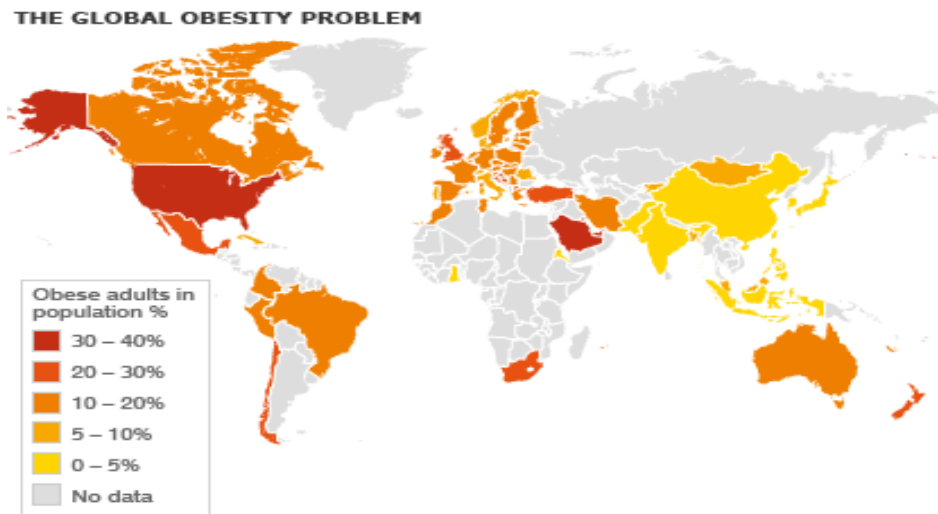 THE GLOBAL OBESITY PROBLEM
Obese adults in
population %
30 – 40%
20 – 30%
10 – 20%
5 – 10%
0 – 5%
No data